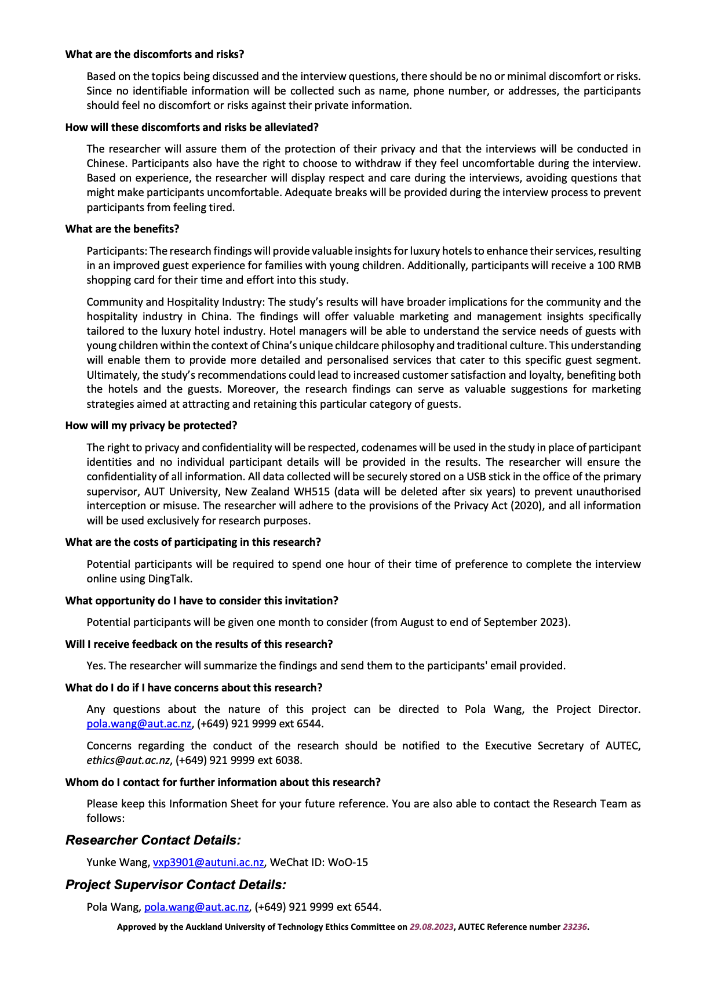 What are the discomforts and risks?
Based on the topics being discussed and the interview questions, there should be no or minimal discomfort or risks.
Since no identifiable information will be collected such as name, phone number, or addresses, the participants
should feel no discomfort or risks against their private information.
How will these discomforts and risks be alleviated?
The researcher will assure them of the protection of their privacy and that the interviews will be conducted in
Chinese. Participants also have the right to choose to withdraw if they feel uncomfortable during the interview.
Based on experience, the researcher will display respect and care during the interviews, avoiding questions that
might make participants uncomfortable. Adequate breaks will be provided during the interview process to prevent
participants from feeling tired.
What are the benefits?
Participants: The research findings will provide valuable insights for luxury hotels to enhance their services, resulting
in an improved guest experience for families with young children. Additionally, participants will receive a 100 RMB
shopping card for their time and effort into this study.
Community and Hospitality Industry: The study’s results will have broader implications for the community and the
hospitality industry in China. The findings will offer valuable marketing and management insights specifically
tailored to the luxury hotel industry. Hotel managers will be able to understand the service needs of guests with
young children within the context of China’s unique childcare philosophy and traditional culture. This understanding
will enable them to provide more detailed and personalised services that cater to this specific guest segment.
Ultimately, the study’s recommendations could lead to increased customer satisfaction and loyalty, benefiting both
the hotels and the guests. Moreover, the research findings can serve as valuable suggestions for marketing
strategies aimed at attracting and retaining this particular category of guests.
How will my privacy be protected?
The right to privacy and confidentiality will be respected, codenames will be used in the study in place of participant
identities and no individual participant details will be provided in the results. The researcher will ensure the
confidentiality of all information. All data collected will be securely stored on a USB stick in the office of the primary
supervisor, AUT University, New Zealand WH515 (data will be deleted after six years) to prevent unauthorised
interception or misuse. The researcher will adhere to the provisions of the Privacy Act (2020), and all information
will be used exclusively for research purposes.
What are the costs of participating in this research?
Potential participants will be required to spend one hour of their time of preference to complete the interview
online using DingTalk.
What opportunity do I have to consider this invitation?
Potential participants will be given one month to consider (from August to end of September 2023).
Will I receive feedback on the results of this research?
Yes. The researcher will summarize the findings and send them to the participants' email provided.
What do I do if I have concerns about this research?
Any questions about the nature of this project can be directed to Pola Wang, the Project Director.
pola.wang@aut.ac.nz, (+649) 921 9999 ext 6544.
Concerns regarding the conduct of the research should be notified to the Executive Secretary of AUTEC,
ethics@aut.ac.nz, (+649) 921 9999 ext 6038.
Whom do I contact for further information about this research?
Please keep this Information Sheet for your future reference. You are also able to contact the Research Team as
follows:
Researcher Contact Details:
Yunke Wang, vxp3901@autuni.ac.nz, WeChat ID: WoO-15
Project Supervisor Contact Details:
Pola Wang, pola.wang@aut.ac.nz, (+649) 921 9999 ext 6544.
Approved by the Auckland University of Technology Ethics Committee on 29.08.2023, AUTEC Reference number 23236.